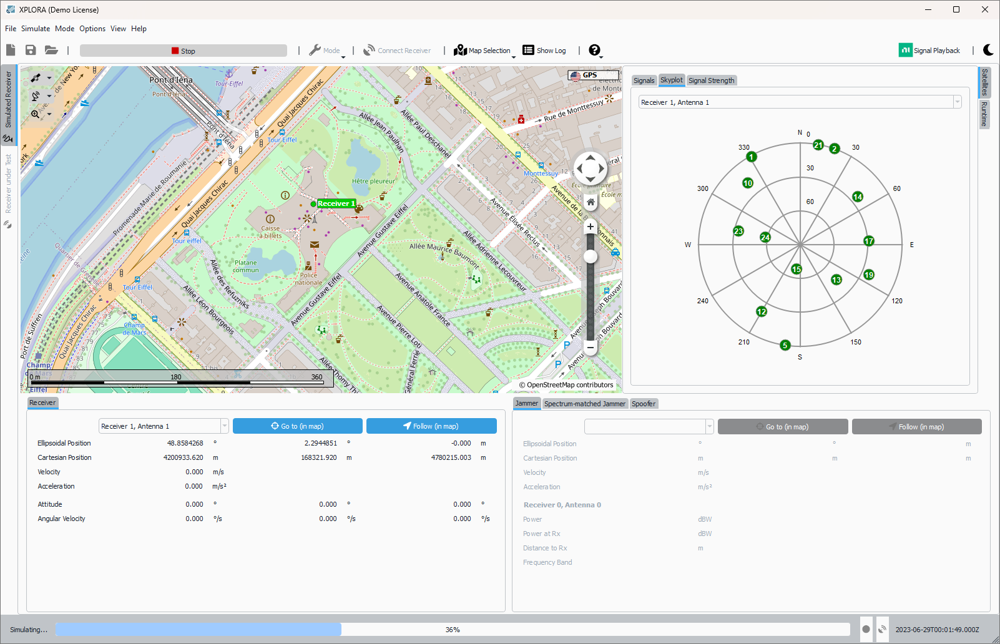 XPLORA (Demo License)
File Simulate Mode Options View Help
Stop
Mode
Connect Receiver
Map Selection
Show Log
Signal Playback
Simulated Receiver
Receiver under Test
Pont d'Iéna
Pont d'Iéna
Tour-Eiffel
Quai Jacques Chirac
Pont d'Iéna
Tour Eiffel
Allée Jean Paulhan
Allée Paul Deschanel
Rue de Monttessuy
GPS
Promenade Marie de Roumanie
Quai Jacques Chirac
Hêtre pleureur
Montessuy
École primaire
Receiver 1
Caisse
à billets
Tour eiffel
Avenue Gustave Eiffel
Avenue Élisée Reclus
Allée Adrienne Lecouvreur
Allée Maurice Baumont
Platane
commun
Police
nationale
Allée des Refuzniks
Tour Eiffel
Allée Léon Bourgeois
Avenue Gustave Eiffel
Avenue Anatole France
Avenue Pierre Loti
Port de Suffren
Quai Jacques Chirac
Champ
de Mars
Général Ferrié
Champ
de Mars
Eiffel
0 m 180 360
© OpenStreetMap contributors
Signals Skyplot Signal Strength
Satellites
Runtime
Receiver 1, Antenna 1
N 0
330 21 2 30
1
30
10
300 60
14
60
23
24 17
W E
15
19
13
240 120
12
210 150
5
S
Receiver
Receiver 1, Antenna 1 Go to (in map) Follow (in map)
Ellipsoidal Position 48.8584268 ° 2.2944851 ° -0.000 m
Cartesian Position 4200933.620 m 168321.920 m 4780215.003 m
Velocity 0.000 m/s
Acceleration 0.000 m/s²
Attitude 0.000 ° 0.000 ° 0.000 °
Angular Velocity 0.000 °/s 0.000 °/s 0.000 °/s
Jammer Spectrum-matched Jammer Spoofer
Go to (in map) Follow (in map)
Ellipsoidal Position ° ° m
Cartesian Position m m m
Velocity m/s
Acceleration m/s²
Receiver 0, Antenna 0
Power dBW
Power at Rx dBW
Distance to Rx m
Frequency Band
Simulating... 36% 2023-06-29T00:01:49.000Z